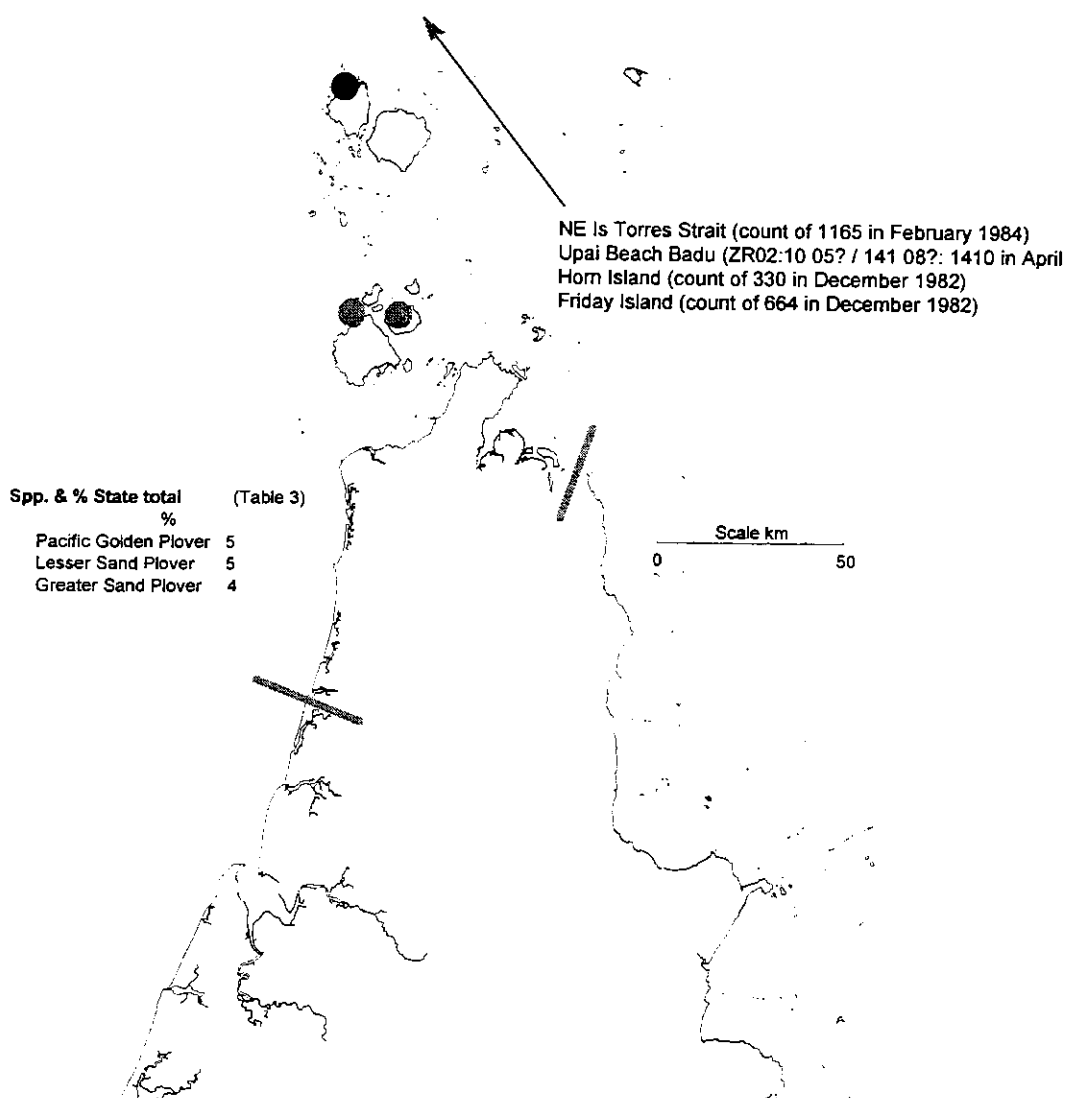 NE Is Torres Strait (count of 1165 in February 1984)
Upai Beach Badu (ZR02:10 05? / 141 08?: 1410 in April
Horn Island (count of 330 in December 1982)
Friday Island (count of 664 in December 1982)
Spp. & % State total (Table 3)
%
Pacific Golden Plover 5
Lesser Sand Plover 5
Greater Sand Plover 4
Scale km
0 50